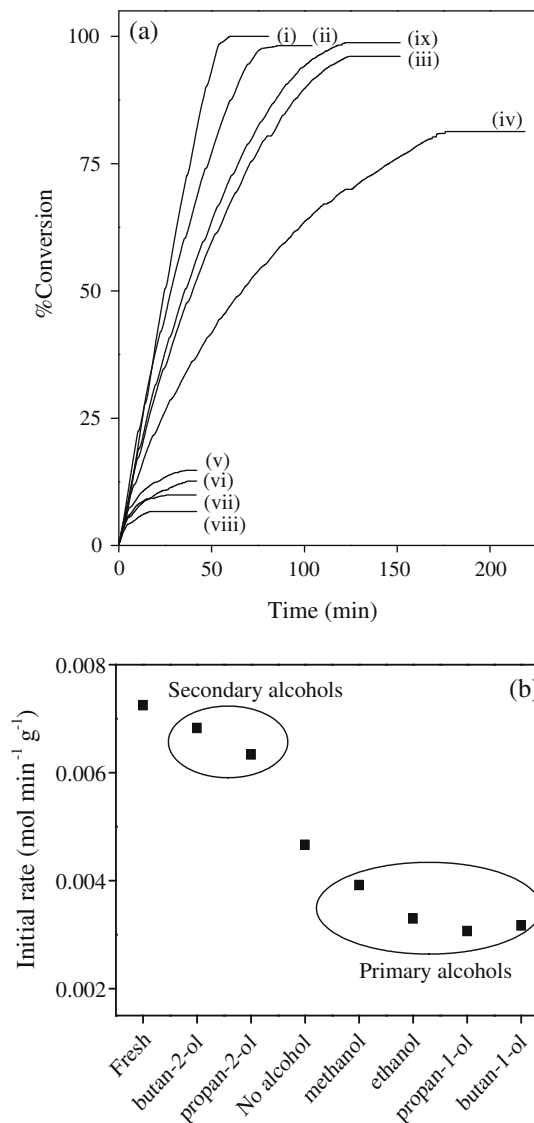 (a)
100
75
50
25
0
%Conversion
(i) (ii)
(ix)
(iii)
(iv)
(v)
(vi)
(vii)
(viii)
0 50 100 150 200
Time (min)
(b)
0.008
0.006
0.004
0.002
Initial rate (mol min⁻¹ g⁻¹)
Secondary alcohols
Primary alcohols
Fresh
butan-2-ol
propan-2-ol
No alcohol
methanol
ethanol
propan-1-ol
butan-1-ol